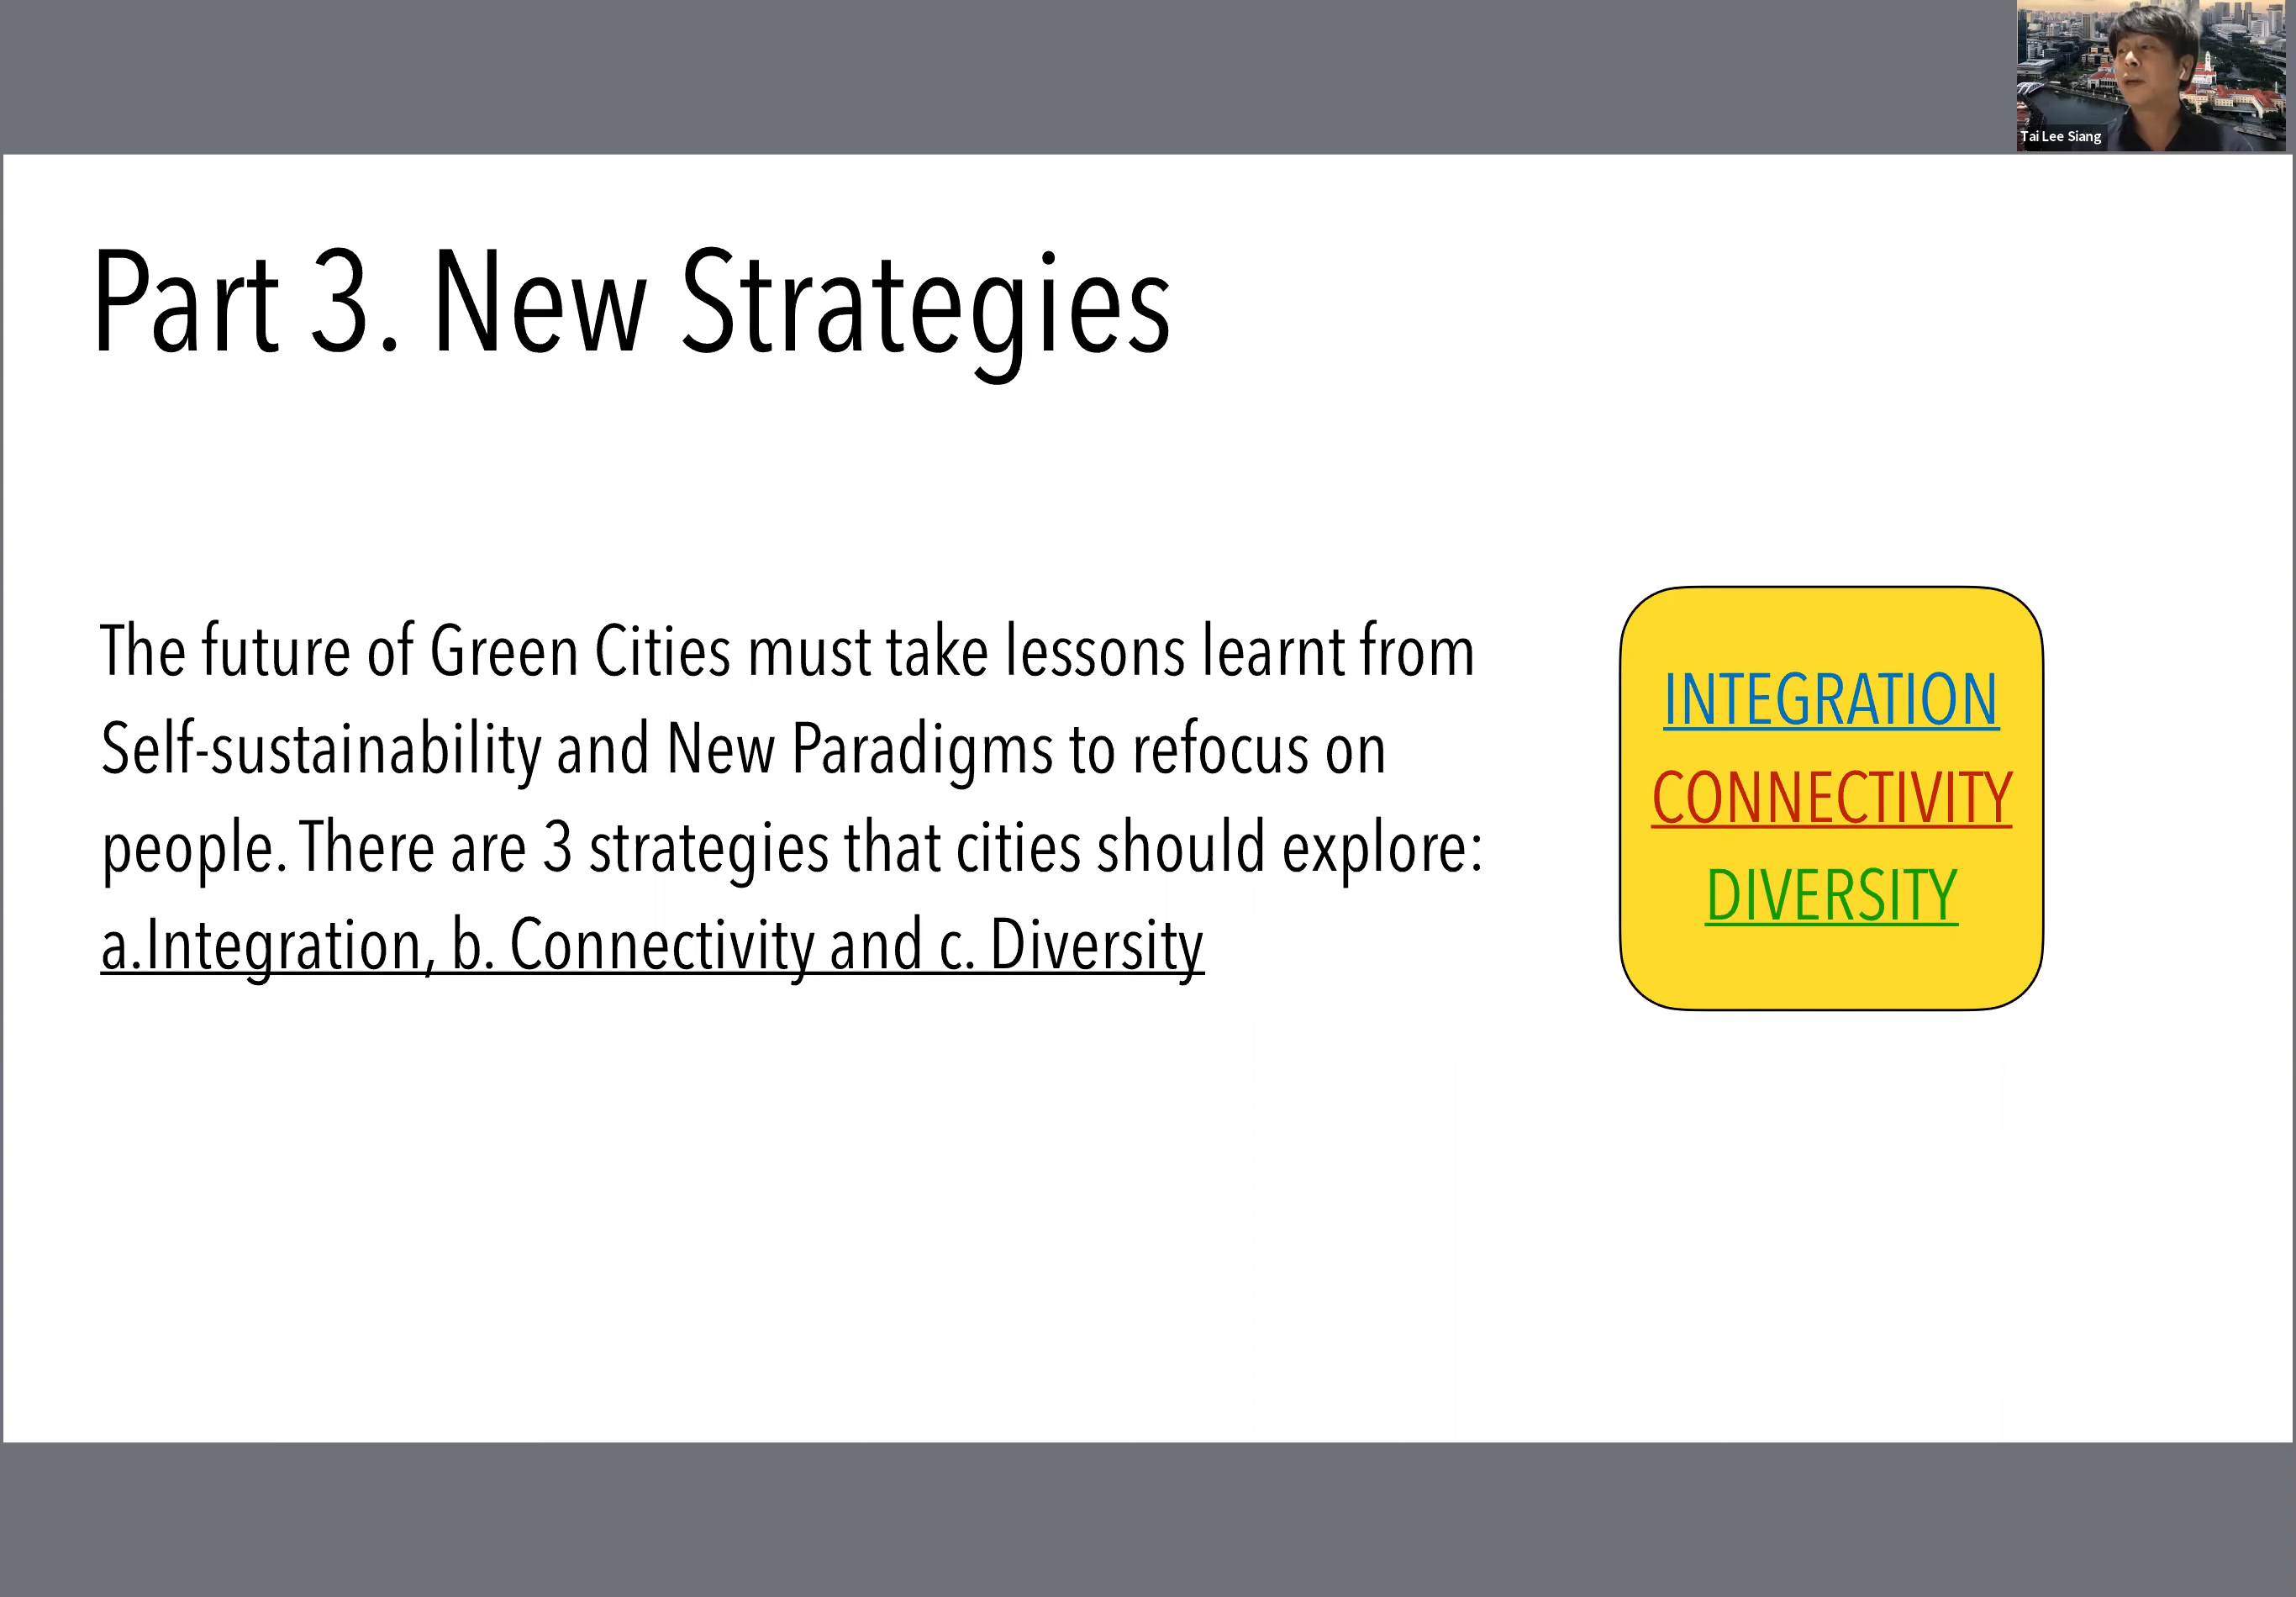 Tai Lee Siang
Part 3. New Strategies
The future of Green Cities must take lessons learnt from
Self-sustainability and New Paradigms to refocus on
people. There are 3 strategies that cities should explore:
a.Integration, b. Connectivity and c. Diversity
INTEGRATION
CONNECTIVITY
DIVERSITY